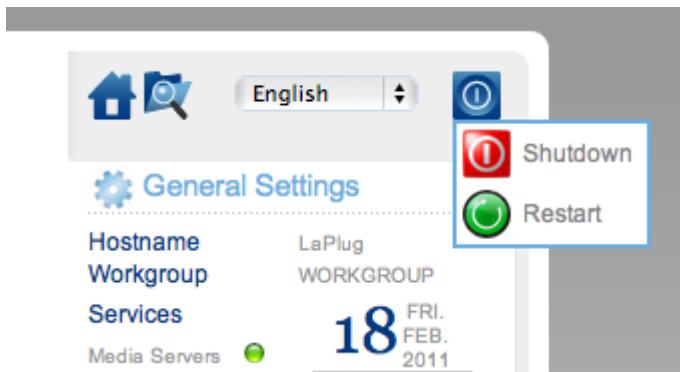 English
Shutdown
Restart
General Settings
Hostname LaPlug
Workgroup WORKGROUP
Services
Media Servers
18 FRI.
FEB.
2011